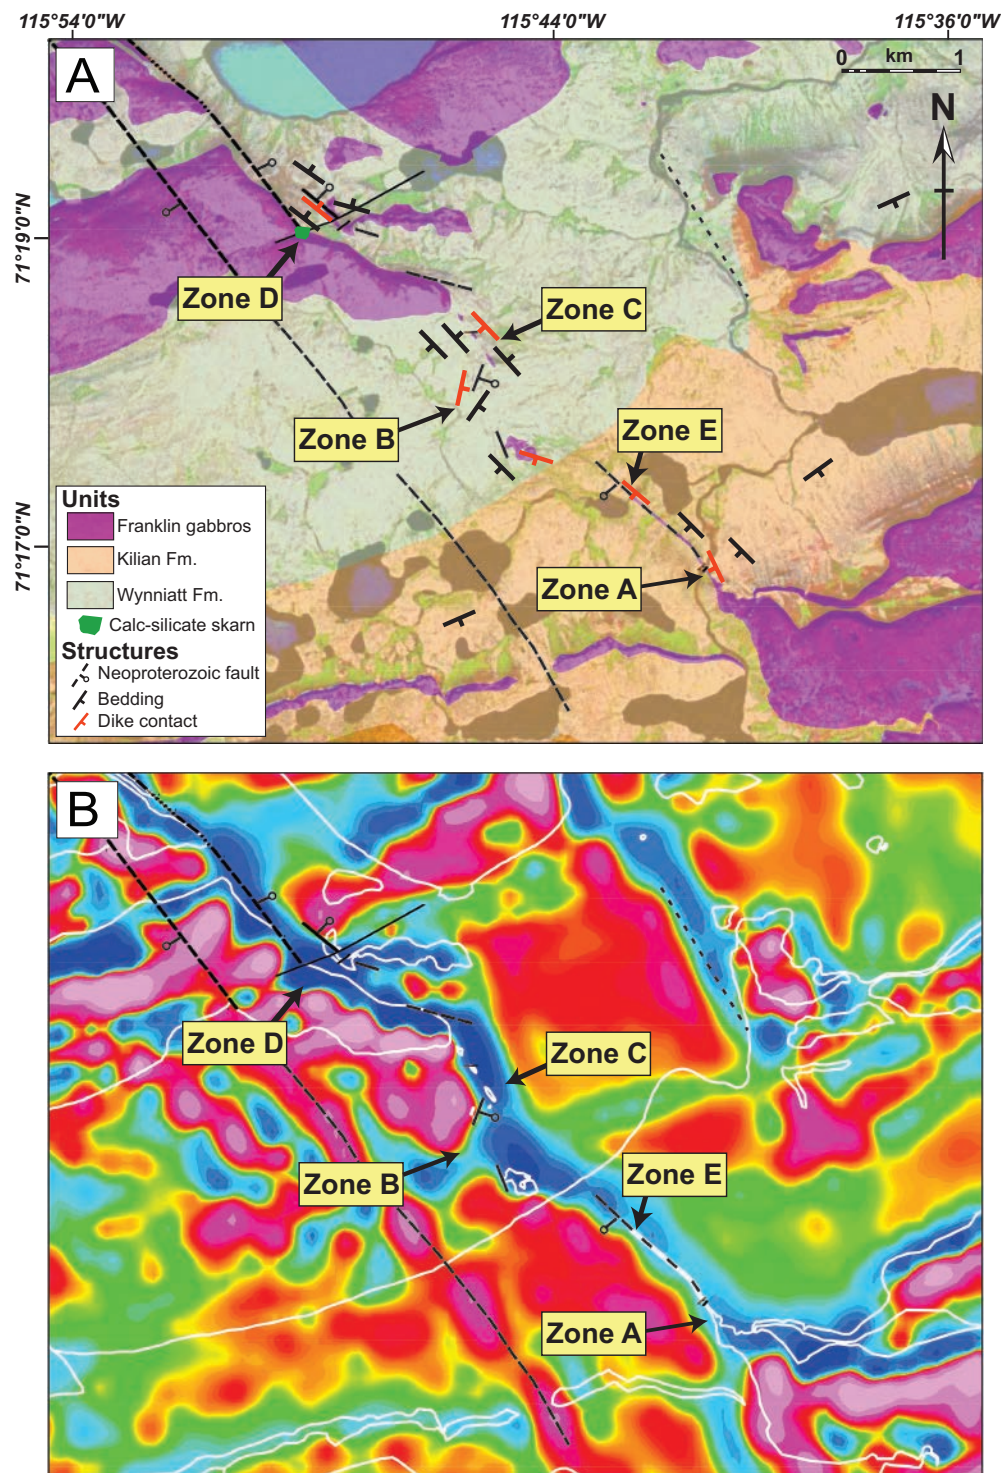 115°54'0"W 115°44'0"W 115°36'0"W
A
0 km 1
N
71°19'0"N
Zone D
Zone C
Zone B
Zone E
71°17'0"N
Zone A
Units
Franklin gabbros
Kilian Fm.
Wynniatt Fm.
Calc-silicate skarn
Structures
Neoproterozoic fault
Bedding
Dike contact
B
Zone D
Zone C
Zone B
Zone E
Zone A